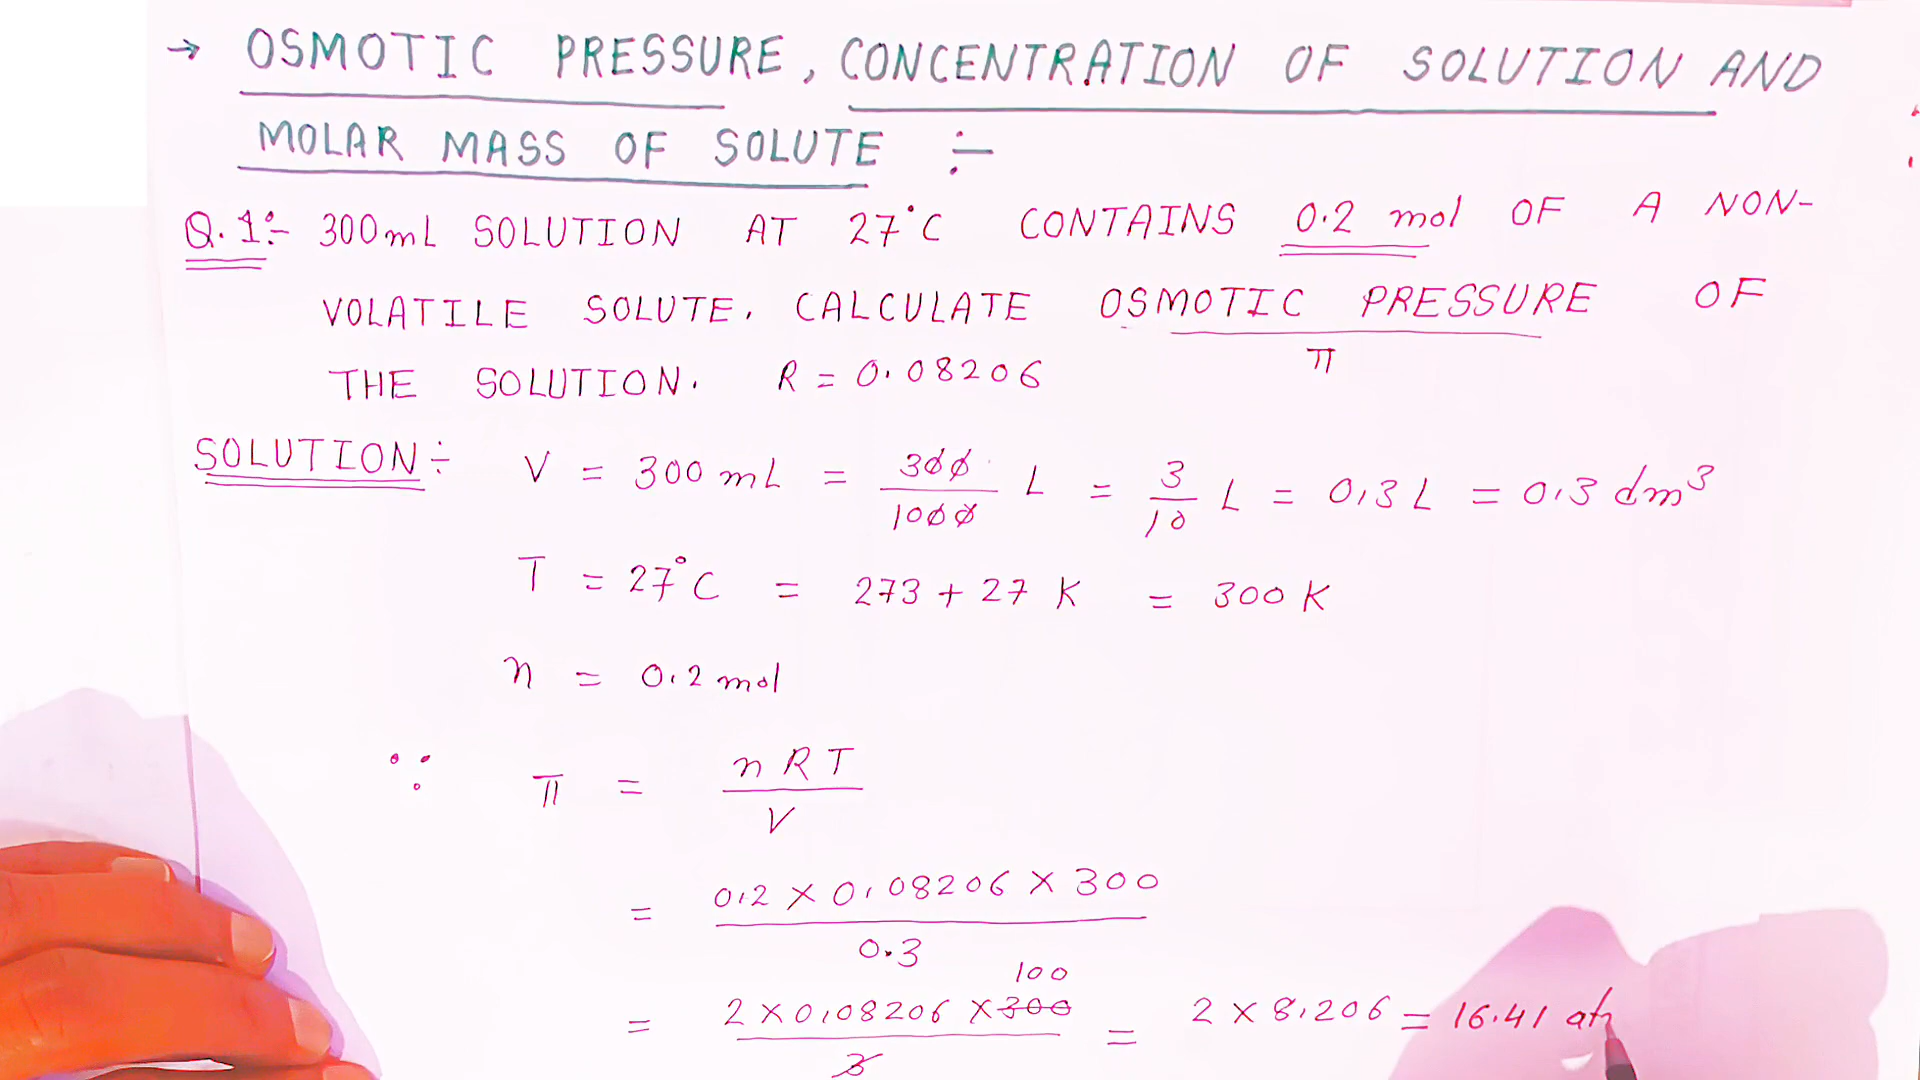 → OSMOTIC PRESSURE, CONCENTRATION OF SOLUTION AND
MOLAR MASS OF SOLUTE :-
Q.1:- 300mL SOLUTION AT 27°C CONTAINS 0.2 mol OF A NON-
VOLATILE SOLUTE. CALCULATE OSMOTIC PRESSURE OF
π
THE SOLUTION. R = 0.08206
SOLUTION:- V = 300 mL = 300/1000 L = 3/10 L = 0.3 L = 0.3 dm³
T = 27°C = 273 + 27 K = 300 K
n = 0.2 mol
∵ π = nRT/V
= 0.2 × 0.08206 × 300 / 0.3
100
= 2 × 0.08206 × 300 / 3 = 2 × 8.206 = 16.41 at